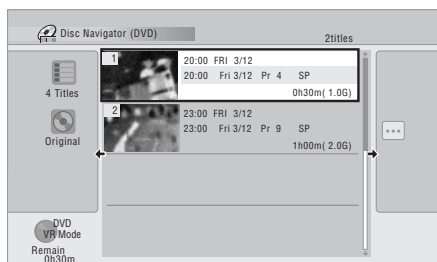 Disc Navigator (DVD)
2titles
4 Titles
Original
1
20:00 FRI 3/12
20:00 Fri 3/12 Pr 4 SP
0h30m( 1.0G)
2
23:00 FRI 3/12
23:00 Fri 3/12 Pr 9 SP
1h00m( 2.0G)
DVD
VR Mode
Remain
0h30m